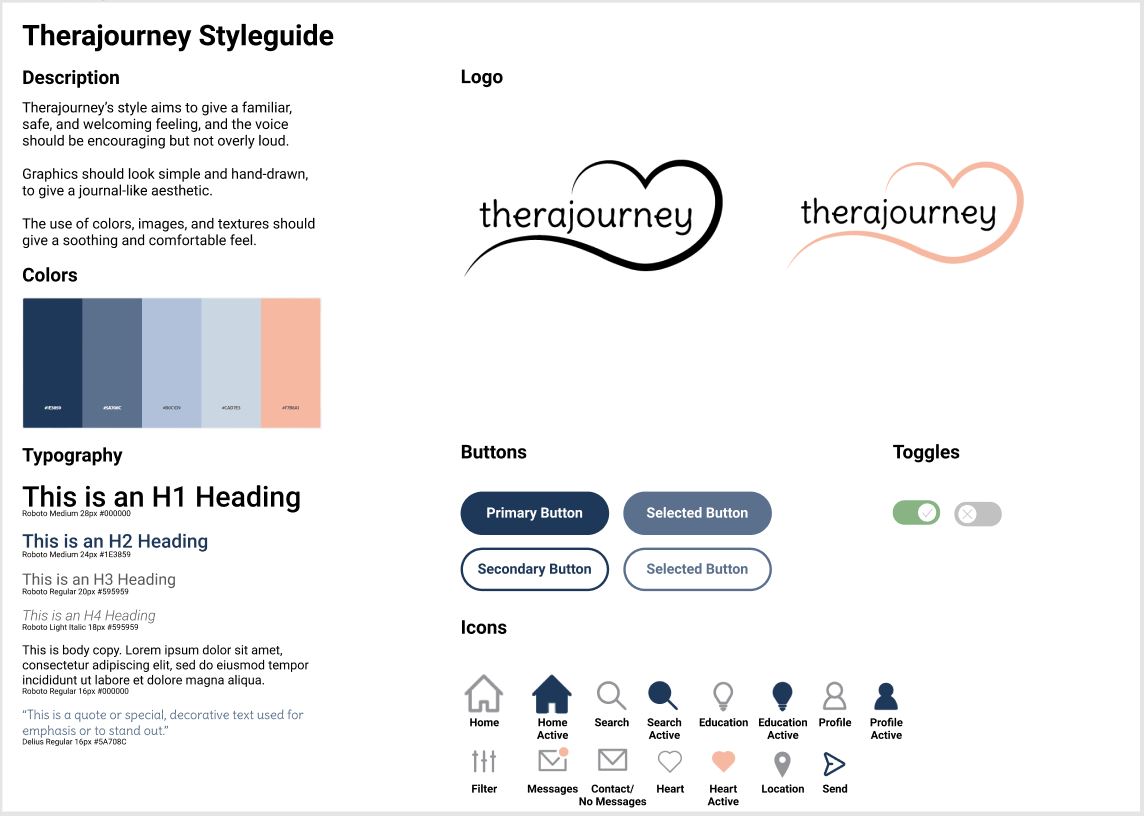 Therajourney Styleguide
Description
Therajourney’s style aims to give a familiar,
safe, and welcoming feeling, and the voice
should be encouraging but not overly loud.
Graphics should look simple and hand-drawn,
to give a journal-like aesthetic.
The use of colors, images, and textures should
give a soothing and comfortable feel.
Colors
#1E3859
#5A708C
#CAD7E3
Typography
This is an H1 Heading
Roboto Medium 28px #000000
This is an H2 Heading
Roboto Medium 24px #1E3859
This is an H3 Heading
Roboto Regular 20px #595959
This is an H4 Heading
Roboto Light Italic 18px #595959
This is body copy. Lorem ipsum dolor sit amet,
consectetur adipiscing elit, sed do eiusmod tempor
incididunt ut labore et dolore magna aliqua.
Roboto Regular 16px #000000
“This is a quote or special, decorative text used for
emphasis or to stand out.”
Delius Regular 16px #5A708C
Logo
therajourney
therajourney
Buttons
Primary Button
Selected Button
Secondary Button
Selected Button
Toggles
Icons
Home
Home
Active
Search
Search
Active
Education
Education
Active
Profile
Profile
Active
Filter
Messages
Contact/
No Messages
Heart
Heart
Active
Location
Send